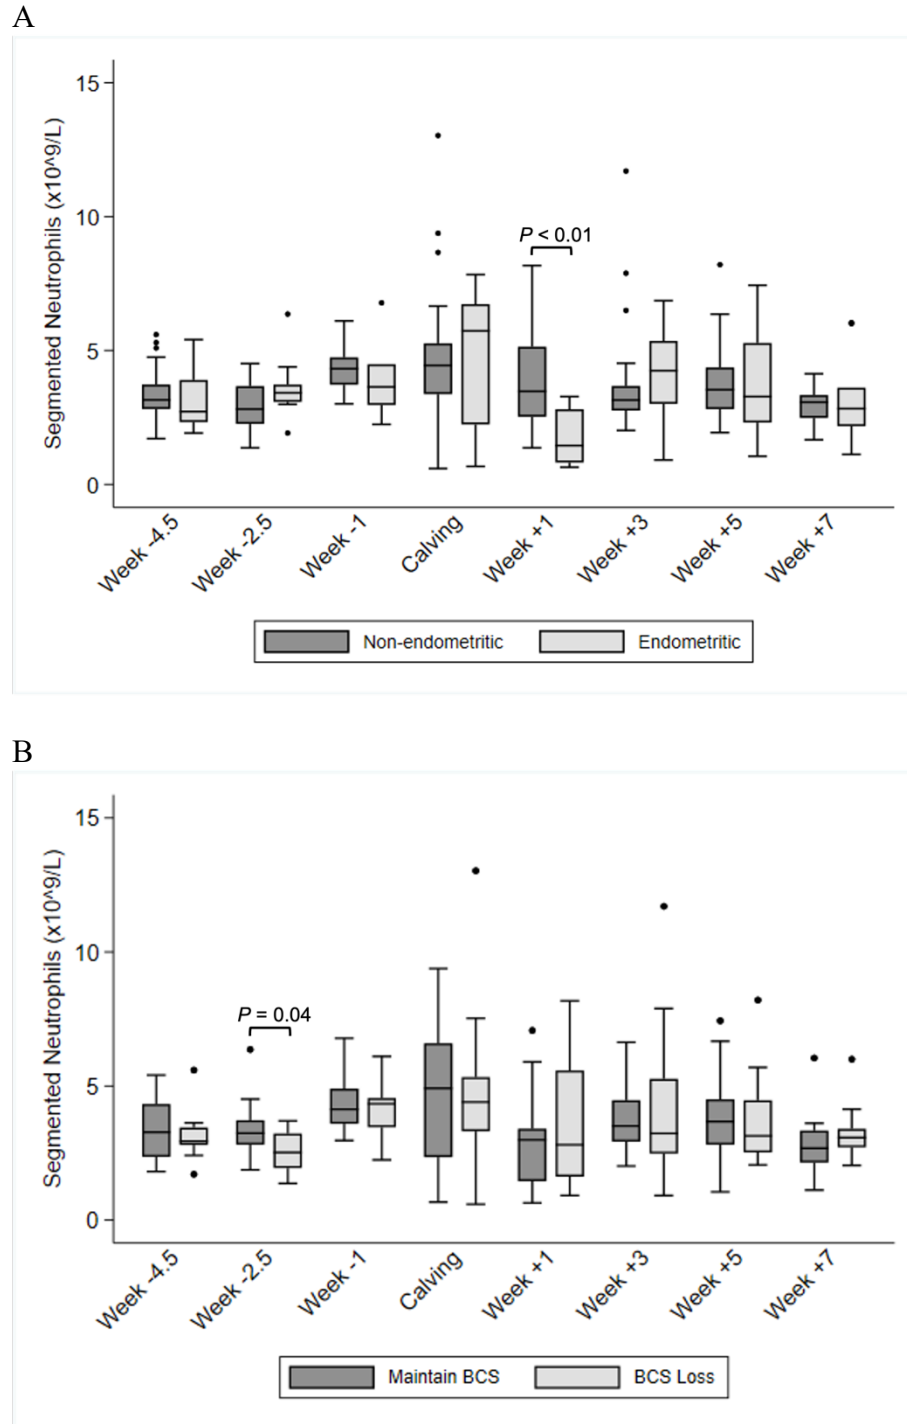 A
Segmented Neutrophils (x10^9/L)
15
10
5
0
P < 0.01
Week -4.5
Week -2.5
Week -1
Calving
Week +1
Week +3
Week +5
Week +7
Non-endometritic
Endometritic
B
Segmented Neutrophils (x10^9/L)
15
10
5
0
P = 0.04
Week -4.5
Week -2.5
Week -1
Calving
Week +1
Week +3
Week +5
Week +7
Maintain BCS
BCS Loss